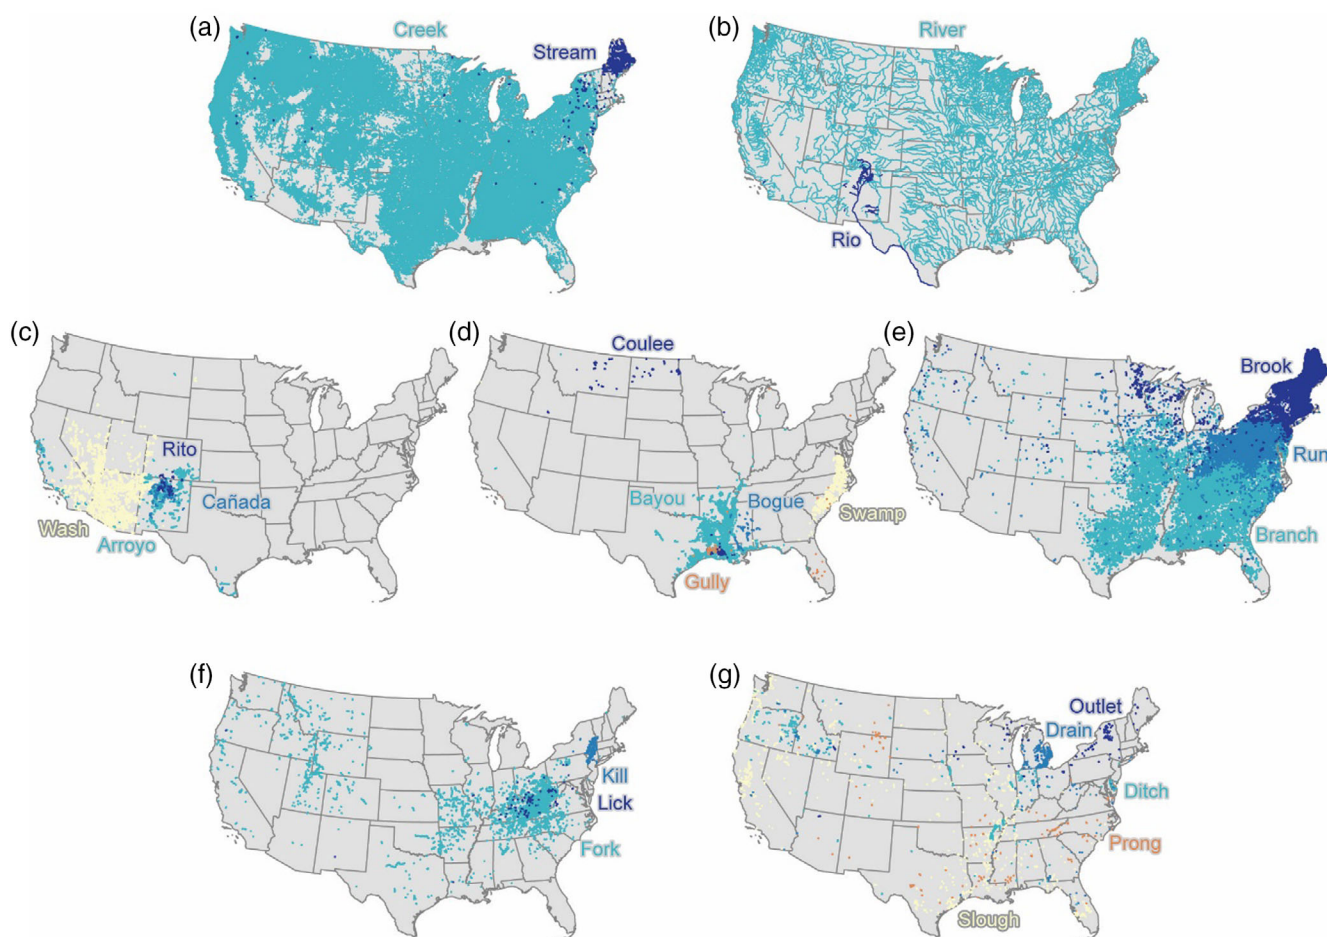 (a)
Creek
Stream
(b)
River
Rio
(c)
Rito
Cañada
Wash
Arroyo
(d)
Coulee
Bayou
Bogue
Swamp
Gully
(e)
Brook
Run
Branch
(f)
Kill
Lick
Fork
(g)
Outlet
Drain
Ditch
Prong
Slough